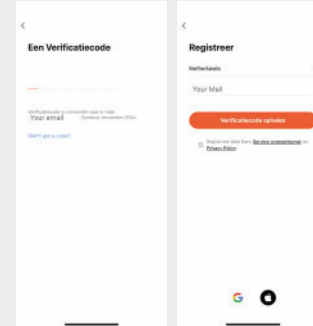 Een Verificatiecode
Your email
Didn't get a code?
Registreer
Netherlands
Your Mail
Verificatiecode ophalen
Service overeenkomst
Privacy Policy